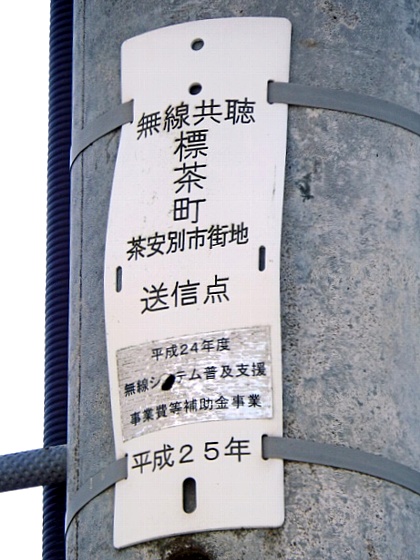 無線共聴
標
茶
町
茶安別市街地
送信点
平成24年度
無線システム普及支援
事業費等補助金事業
平成25年